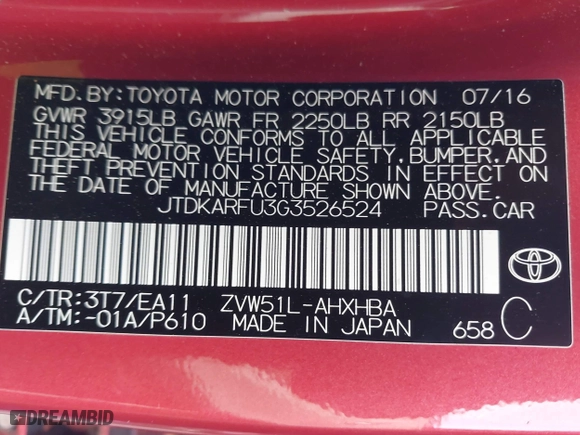 MFD.BY:TOYOTA MOTOR CORPORATION 07/16
GVWR 3915LB GAWR FR 2250LB RR 2150LB
THIS VEHICLE CONFORMS TO ALL APPLICABLE
FEDERAL MOTOR VEHICLE SAFETY,BUMPER,AND
THEFT PREVENTION STANDARDS IN EFFECT ON
THE DATE OF MANUFACTURE SHOWN ABOVE.
JTDKARFU3G3526524 PASS.CAR
C/TR:3T7/EA11 ZVW51L-AHXHBA
A/TM:-01A/P610 MADE IN JAPAN 658 C
DREAMBID